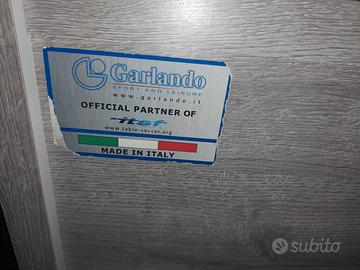 Garlando
SPORT AND LEISURE
www.garlando.it
OFFICIAL PARTNER OF
itsf
www.table-soccer.org
MADE IN ITALY
subito